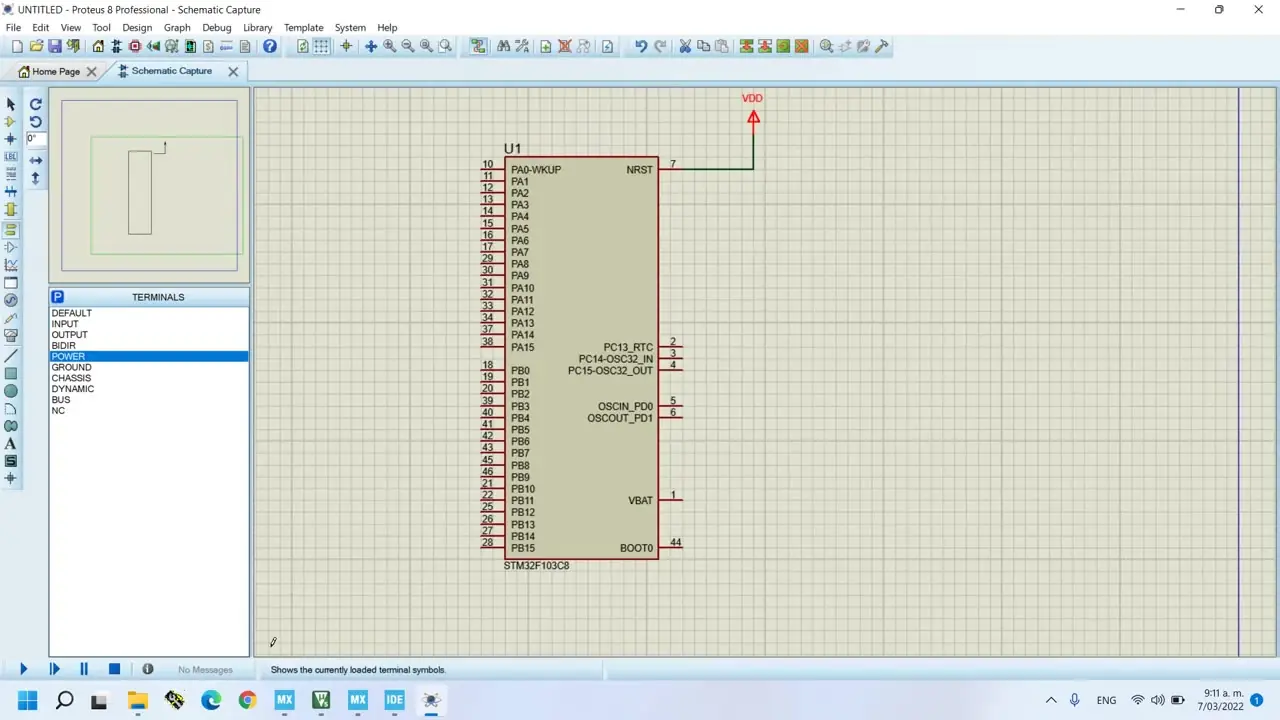 UNTITLED - Proteus 8 Professional - Schematic Capture
File Edit View Tool Design Graph Debug Library Template System Help
Home Page
Schematic Capture
0°
LBL
A
P TERMINALS
DEFAULT
INPUT
OUTPUT
BIDIR
POWER
GROUND
CHASSIS
DYNAMIC
BUS
NC
VDD
U1
10 PA0-WKUP NRST 7
11 PA1
12 PA2
13 PA3
14 PA4
15 PA5
16 PA6
17 PA7
29 PA8
30 PA9
31 PA10
32 PA11
33 PA12
34 PA13
37 PA14
38 PA15 PC13_RTC 2
PC14-OSC32_IN 3
18 PB0 PC15-OSC32_OUT 4
19 PB1
20 PB2
39 PB3 OSCIN_PD0 5
40 PB4 OSCOUT_PD1 6
41 PB5
42 PB6
43 PB7
45 PB8
46 PB9
21 PB10
22 PB11 VBAT 1
25 PB12
26 PB13
27 PB14
28 PB15 BOOT0 44
STM32F103C8
No Messages
Shows the currently loaded terminal symbols.
MX
MX
IDE
ENG
9:11 a. m.
7/03/2022
1